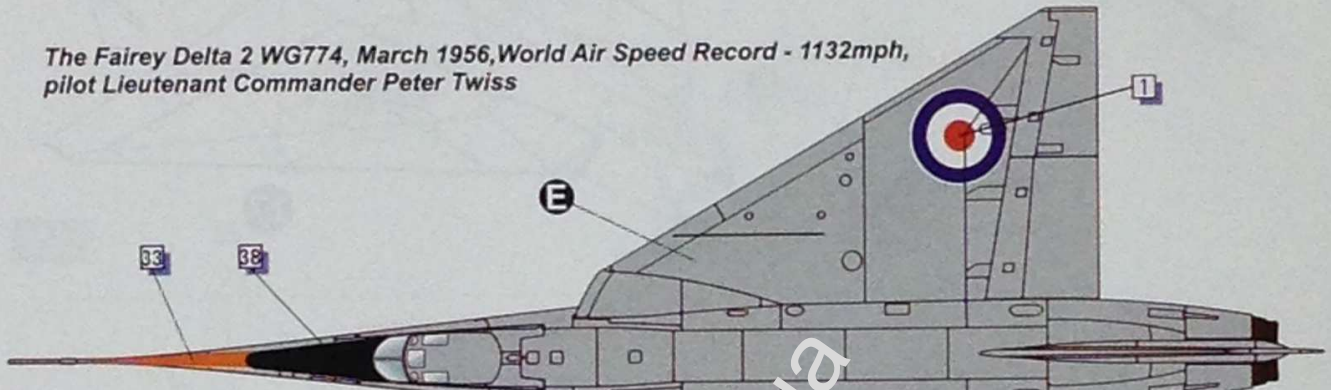 The Fairey Delta 2 WG774, March 1956,World Air Speed Record - 1132mph,
pilot Lieutenant Commander Peter Twiss
1
E
33
38